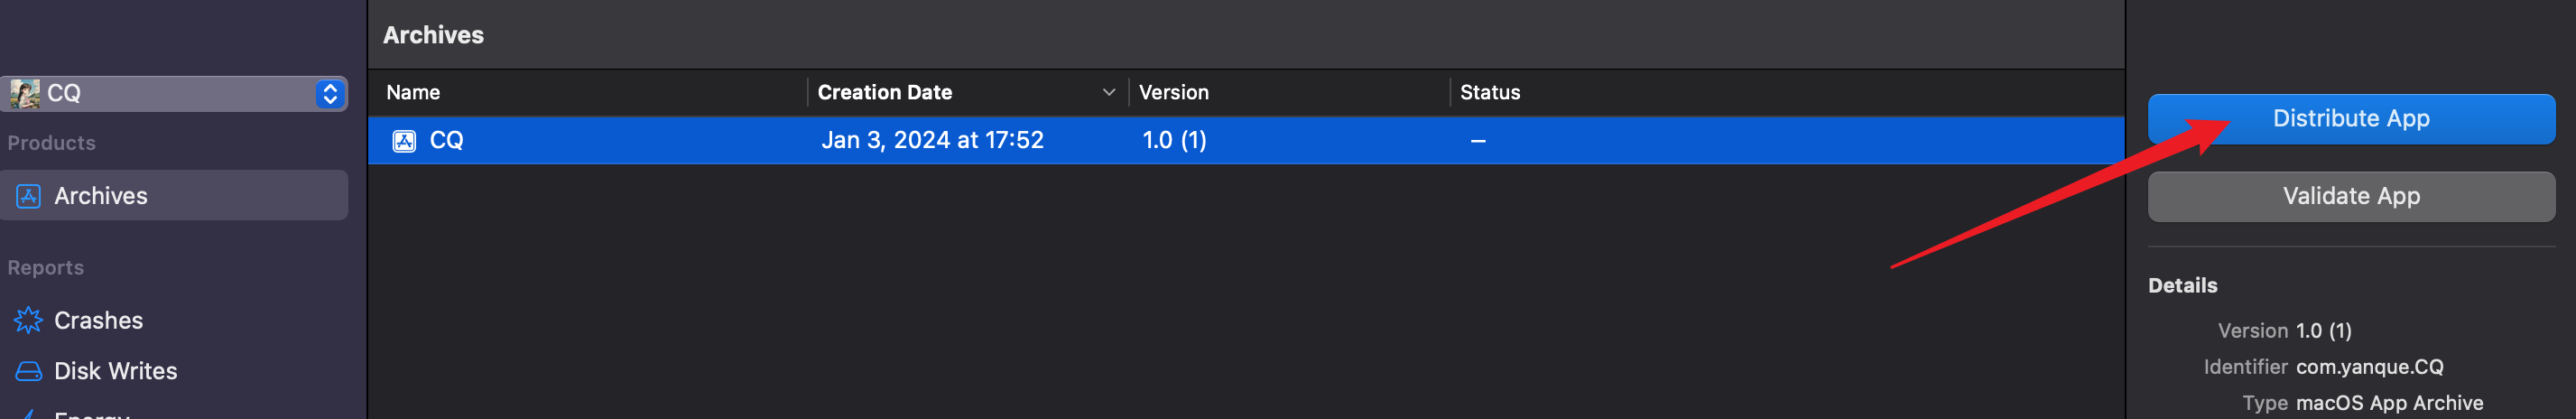 CQ
Products
Archives
Reports
Crashes
Disk Writes
Energy
Archives
Name Creation Date Version Status
CQ Jan 3, 2024 at 17:52 1.0 (1) –
Distribute App
Validate App
Details
Version 1.0 (1)
Identifier com.yanque.CQ
Type macOS App Archive